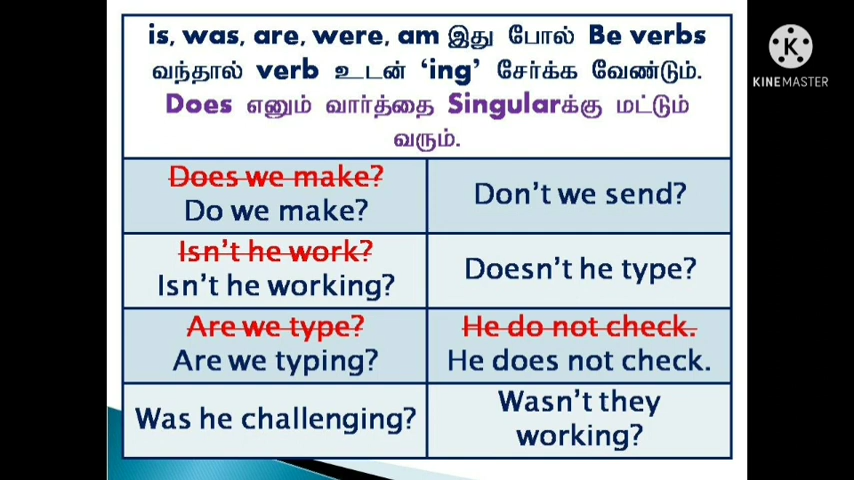 is, was, are, were, am இது போல் Be verbs
வந்தால் verb உடன் ‘ing’ சேர்க்க வேண்டும்.
Does எனும் வார்த்தை Singularக்கு மட்டும்
வரும்.
Does we make?
Do we make?
Don’t we send?
Isn’t he work?
Isn’t he working?
Doesn’t he type?
Are we type?
Are we typing?
He do not check.
He does not check.
Was he challenging?
Wasn’t they
working?
K
KINEMASTER